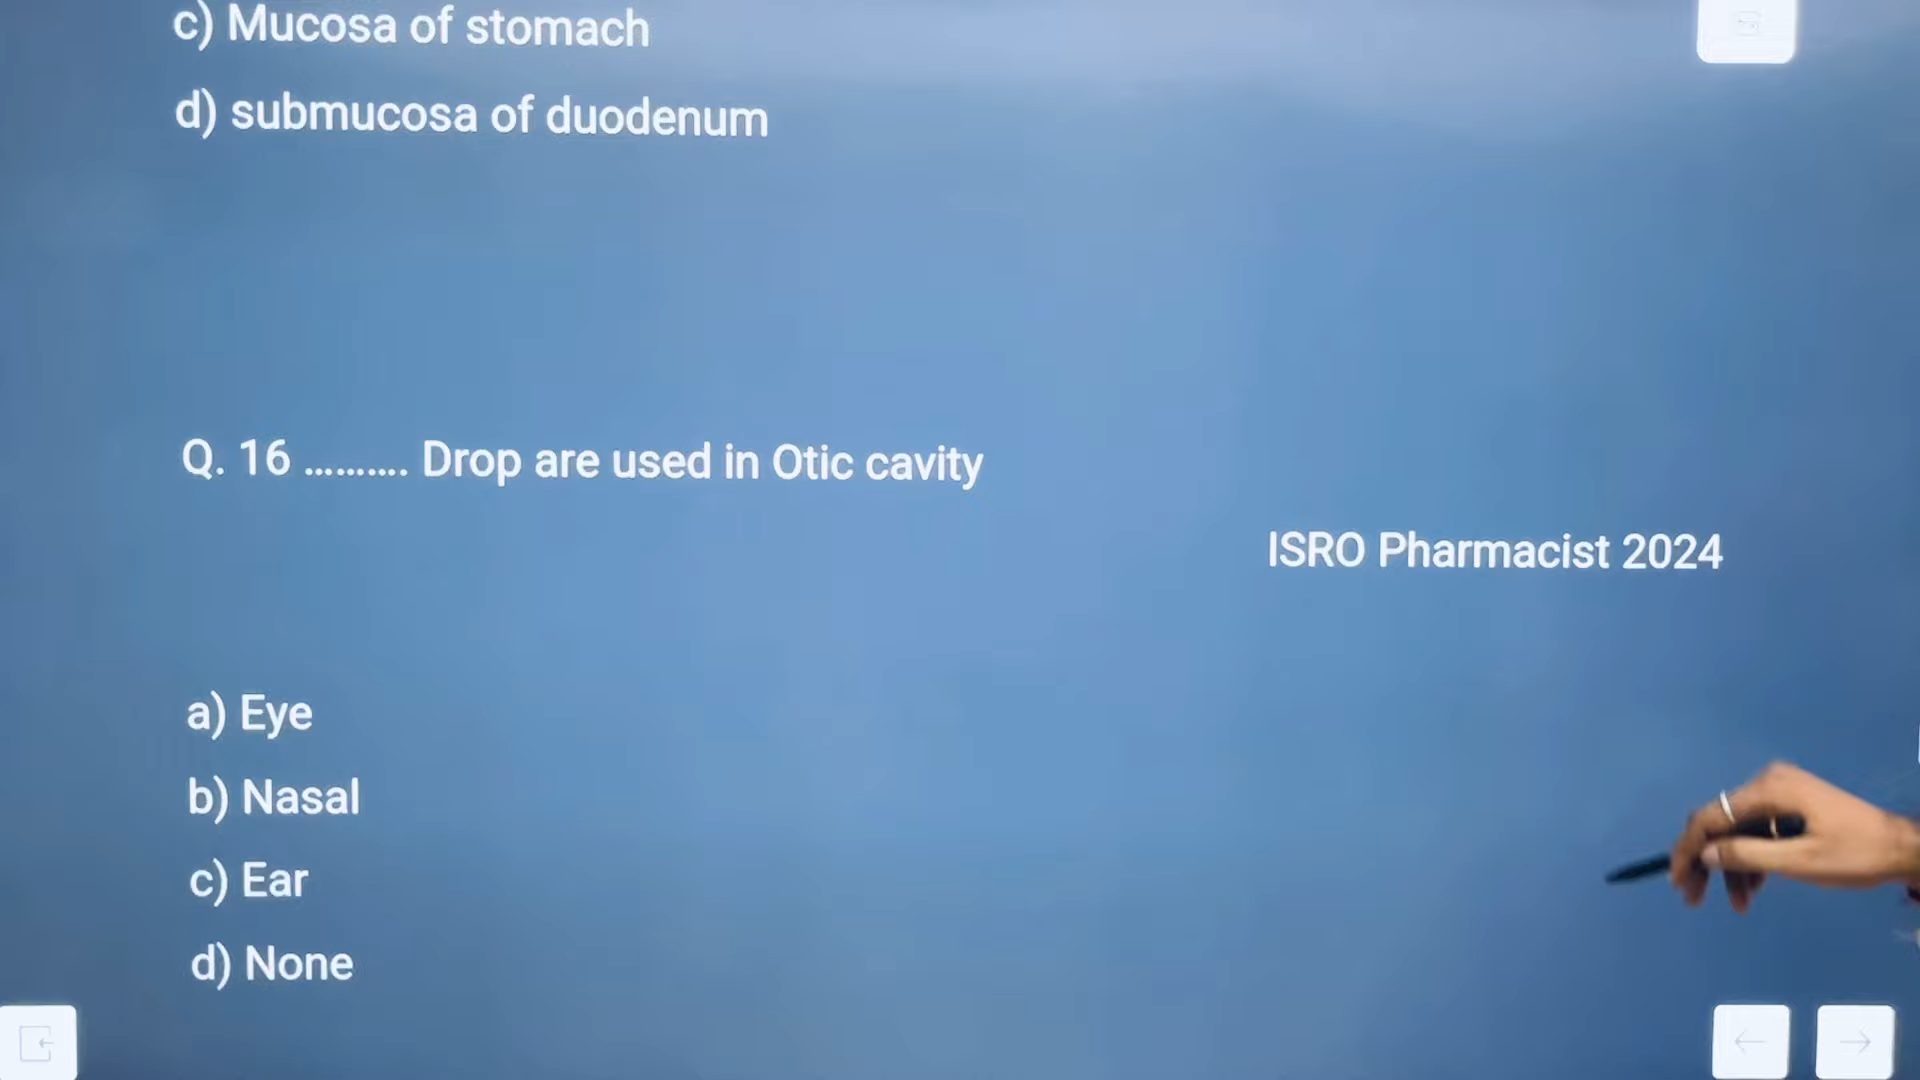 c) Mucosa of stomach
d) submucosa of duodenum
Q. 16 .......... Drop are used in Otic cavity
ISRO Pharmacist 2024
a) Eye
b) Nasal
c) Ear
d) None